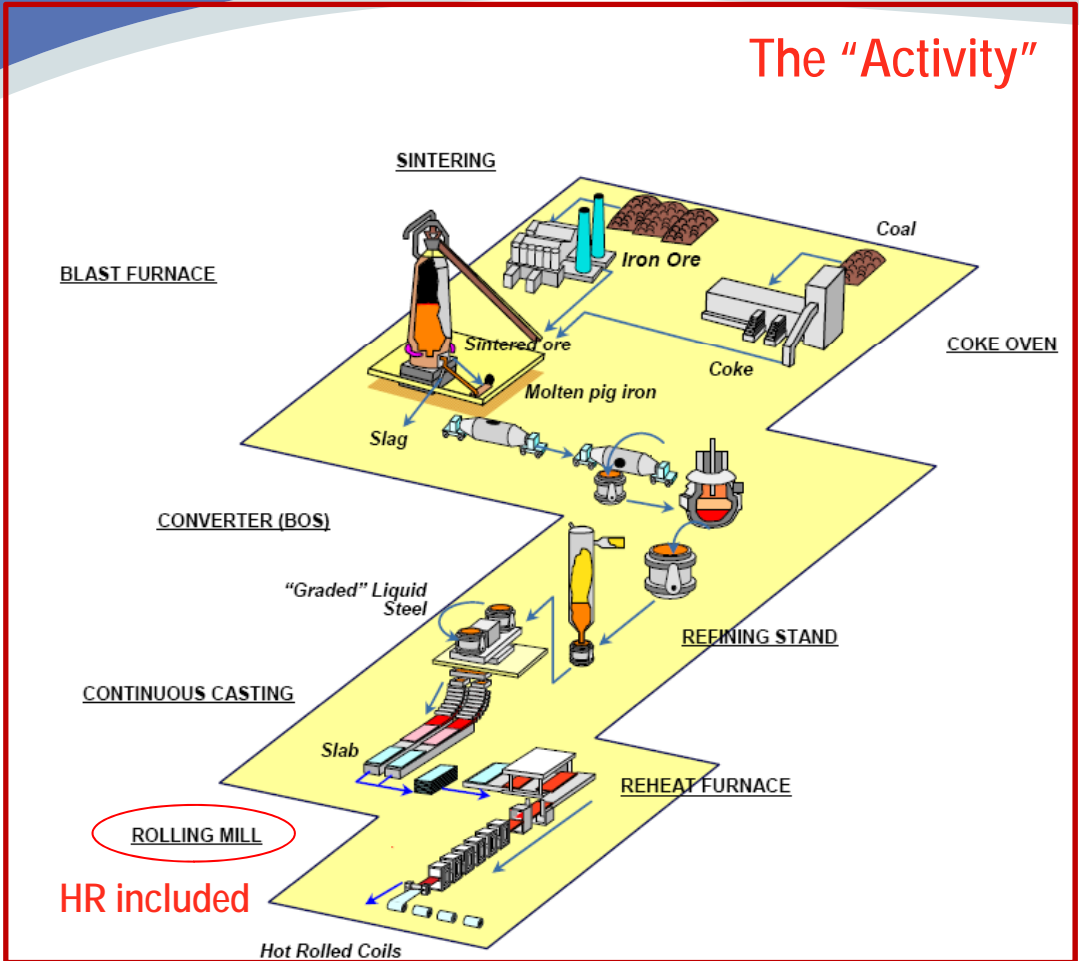 The “Activity”
SINTERING
Coal
Iron Ore
BLAST FURNACE
COKE OVEN
Sintered ore
Coke
Molten pig iron
Slag
CONVERTER (BOS)
“Graded” Liquid
Steel
REFINING STAND
CONTINUOUS CASTING
Slab
REHEAT FURNACE
ROLLING MILL
HR included
Hot Rolled Coils